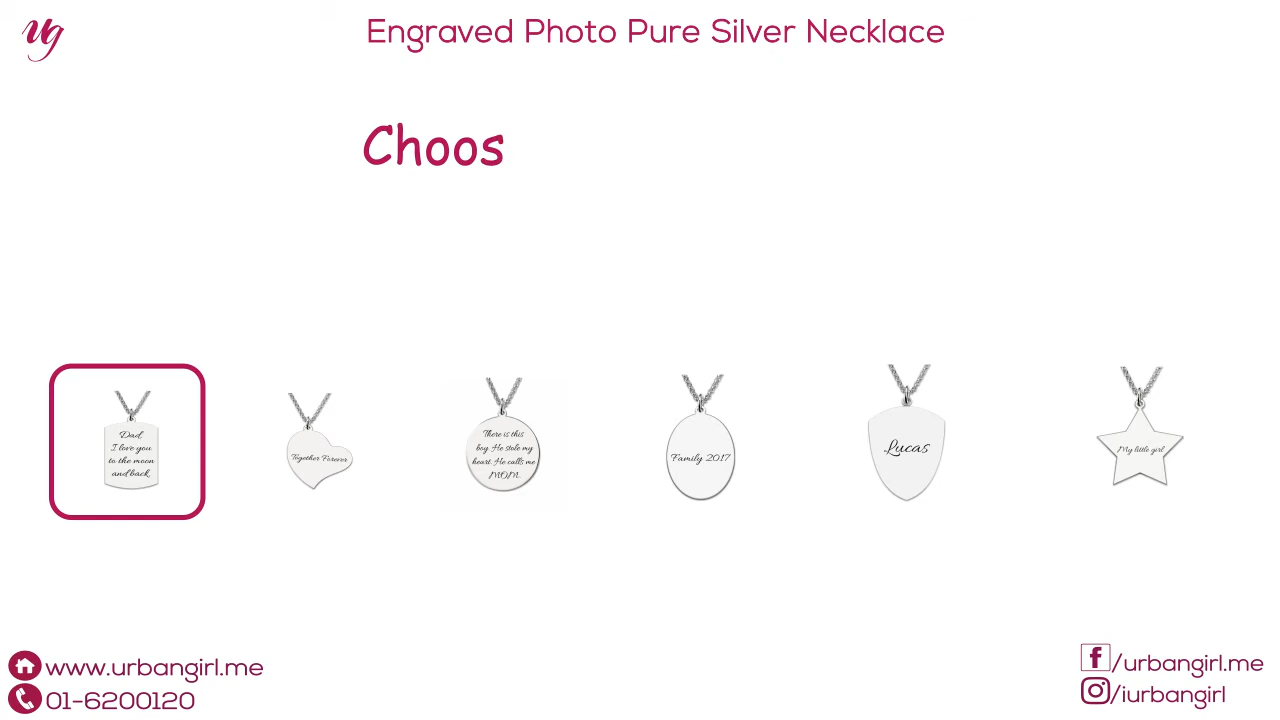 ug
Engraved Photo Pure Silver Necklace
Choos
Dad,
I love you
to the moon
and back
Together Forever
There is this
boy. He stole my
heart. He calls me
MOM.
Family 2017
Lucas
My little girl
www.urbangirl.me
01-6200120
f/urbangirl.me
/iurbangirl